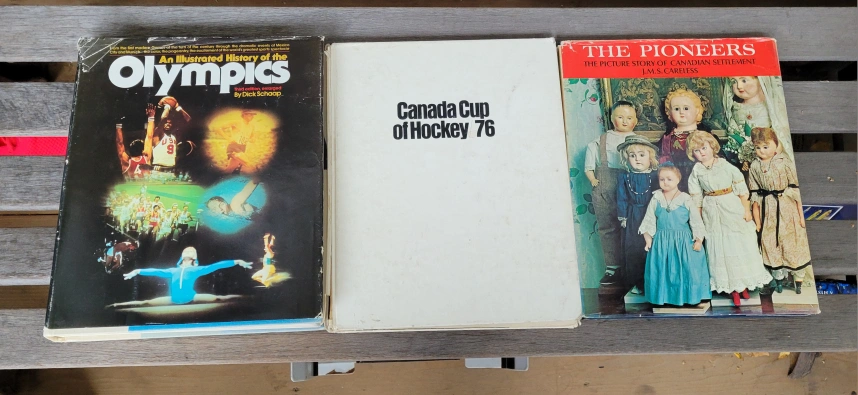 An Illustrated History of the
Olympics
third edition, enlarged
By Dick Schaap
Canada Cup
of Hockey '76
THE PIONEERS
THE PICTURE STORY OF CANADIAN SETTLEMENT
J.M.S. CARELESS